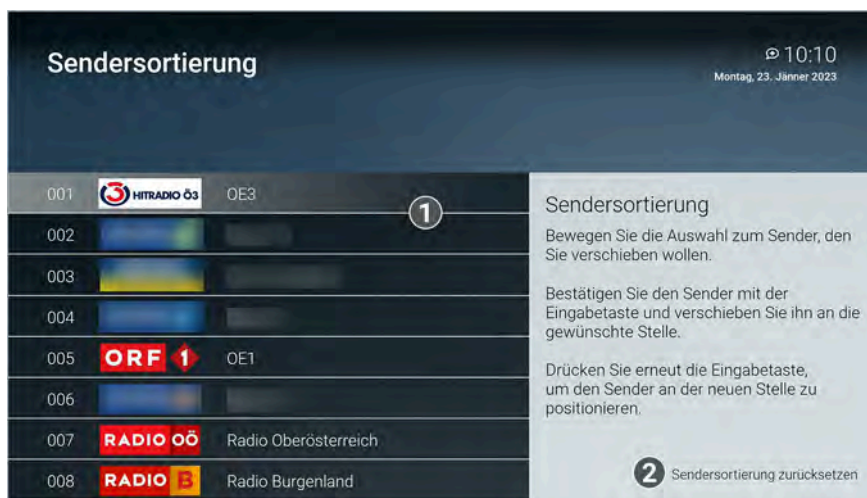 Sendersortierung
10:10
Montag, 23. Jänner 2023
001 3 HITRADIO Ö3 OE3
1
002
003
004
005 ORF 1 OE1
006
007 RADIO OÖ Radio Oberösterreich
008 RADIO B Radio Burgenland
Sendersortierung
Bewegen Sie die Auswahl zum Sender, den
Sie verschieben wollen.
Bestätigen Sie den Sender mit der
Eingabetaste und verschieben Sie ihn an die
gewünschte Stelle.
Drücken Sie erneut die Eingabetaste,
um den Sender an der neuen Stelle zu
positionieren.
2 Sendersortierung zurücksetzen